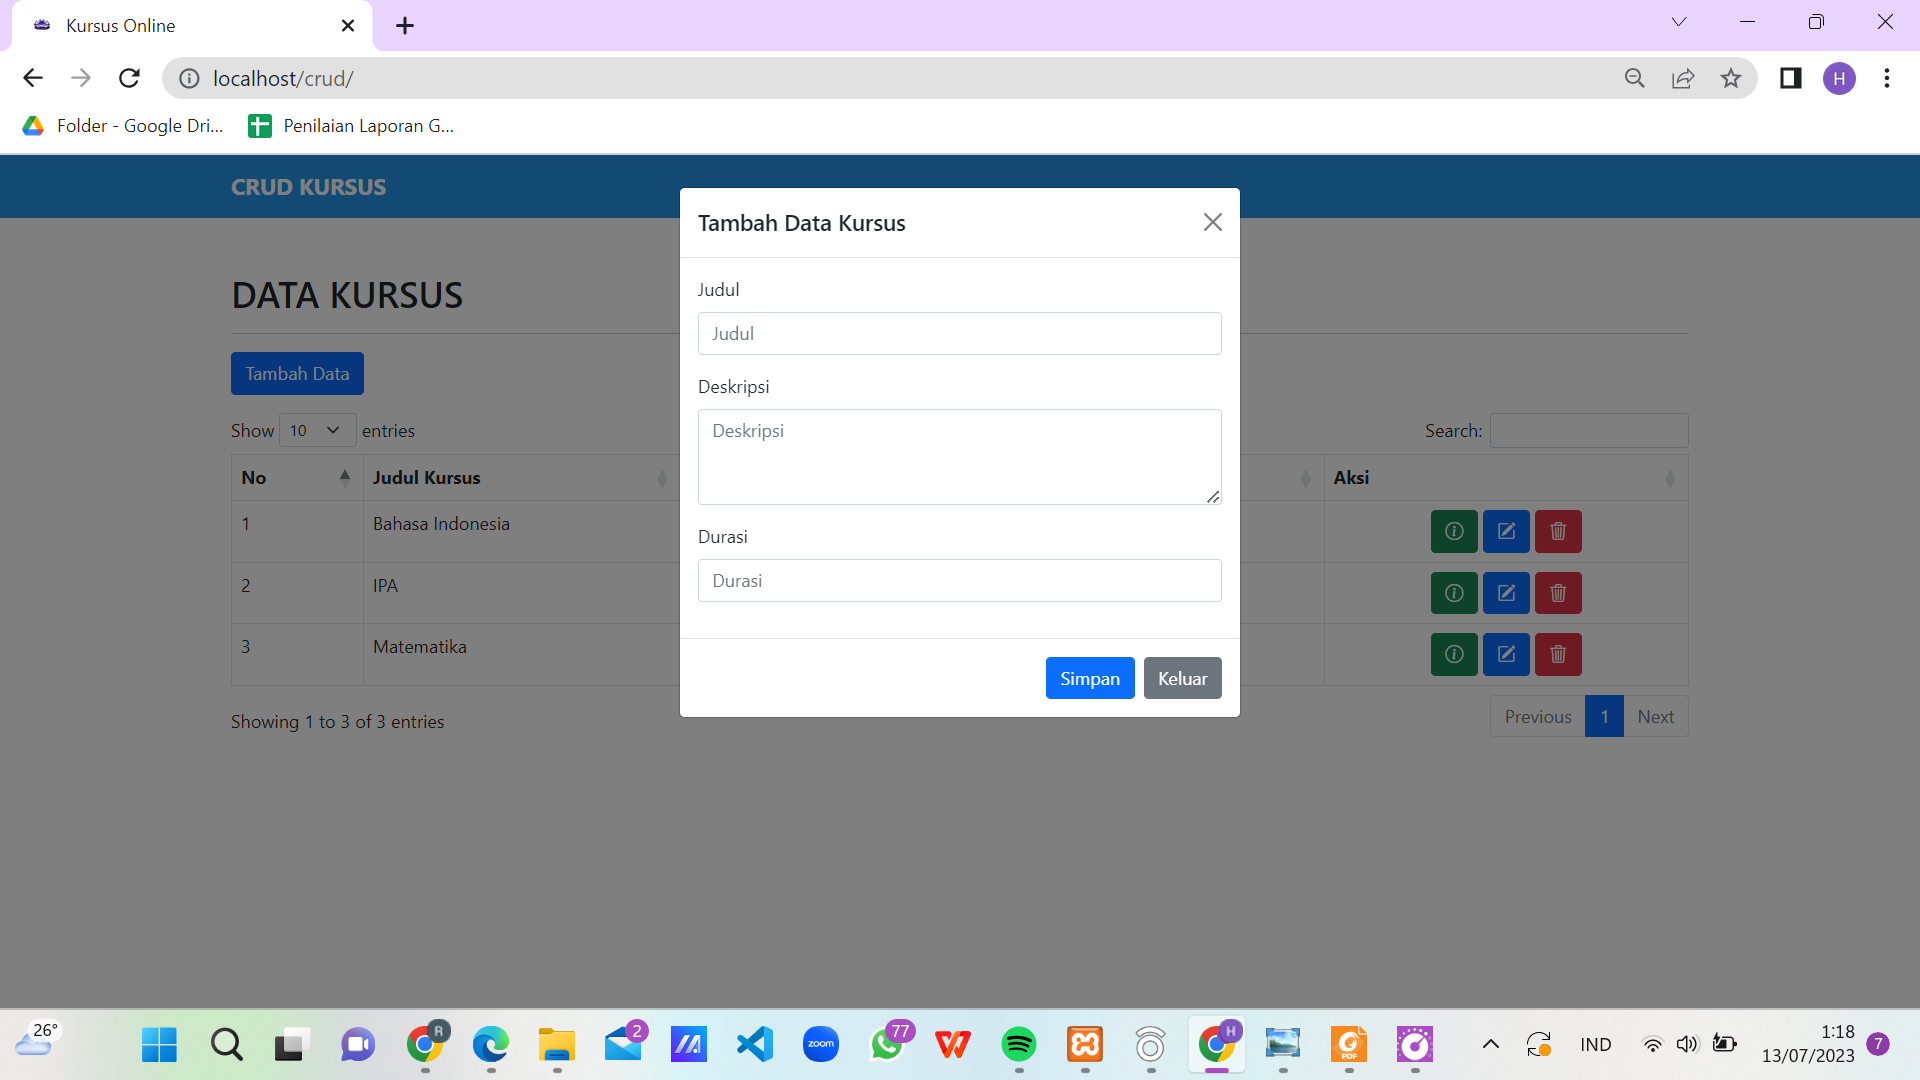 Kursus Online
localhost/crud/
H
Folder - Google Dri...
Penilaian Laporan G...
CRUD KURSUS
DATA KURSUS
Tambah Data
Show 10 entries
Search:
No Judul Kursus Aksi
1 Bahasa Indonesia
2 IPA
3 Matematika
Showing 1 to 3 of 3 entries
Previous 1 Next
Tambah Data Kursus
Judul
Judul
Deskripsi
Deskripsi
Durasi
Durasi
Simpan Keluar
26°
R
2
zoom
77
H
PDF
IND
1:18
13/07/2023
7